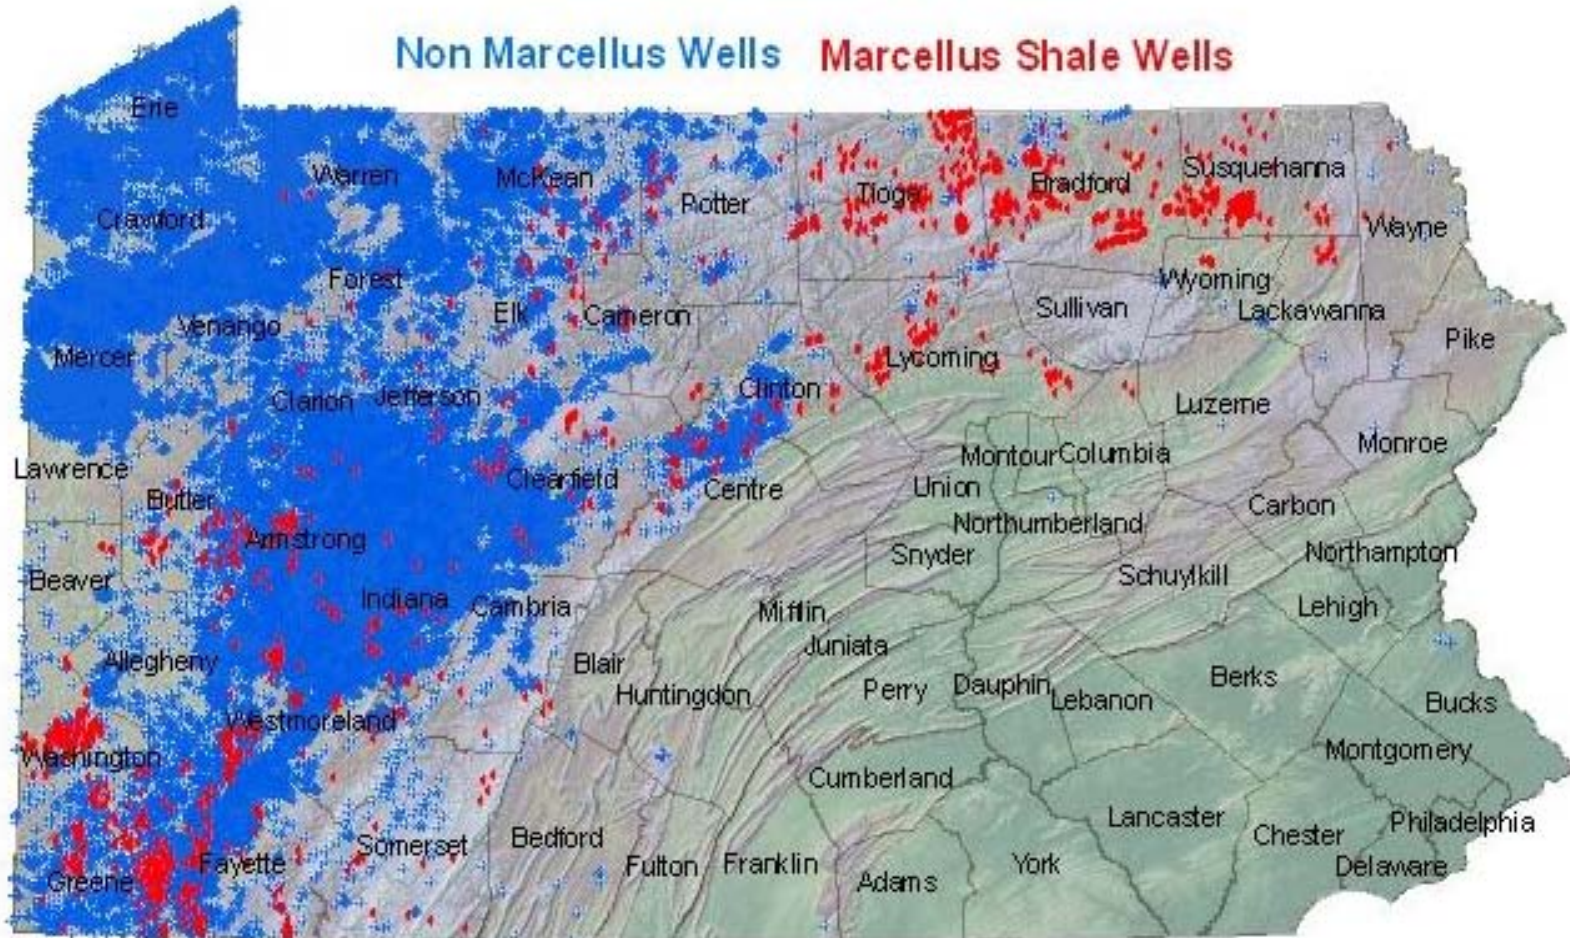 Non Marcellus Wells Marcellus Shale Wells
Erie
Warren
McKean
Potter
Tioga
Bradford
Susquehanna
Crawford
Wayne
Forest
Wyoming
Venango
Elk
Cameron
Sullivan
Lackawanna
Mercer
Lycoming
Pike
Clarion
Jefferson
Clinton
Luzerne
Lawrence
Montour
Columbia
Monroe
Butler
Clearfield
Centre
Union
Carbon
Armstrong
Northumberland
Snyder
Northampton
Beaver
Schuylkill
Indiana
Cambria
Mifflin
Lehigh
Juniata
Allegheny
Blair
Huntingdon
Perry
Dauphin
Lebanon
Berks
Bucks
Westmoreland
Washington
Montgomery
Cumberland
Lancaster
Philadelphia
Somerset
Bedford
Chester
Greene
Fayette
Fulton
Franklin
Adams
York
Delaware